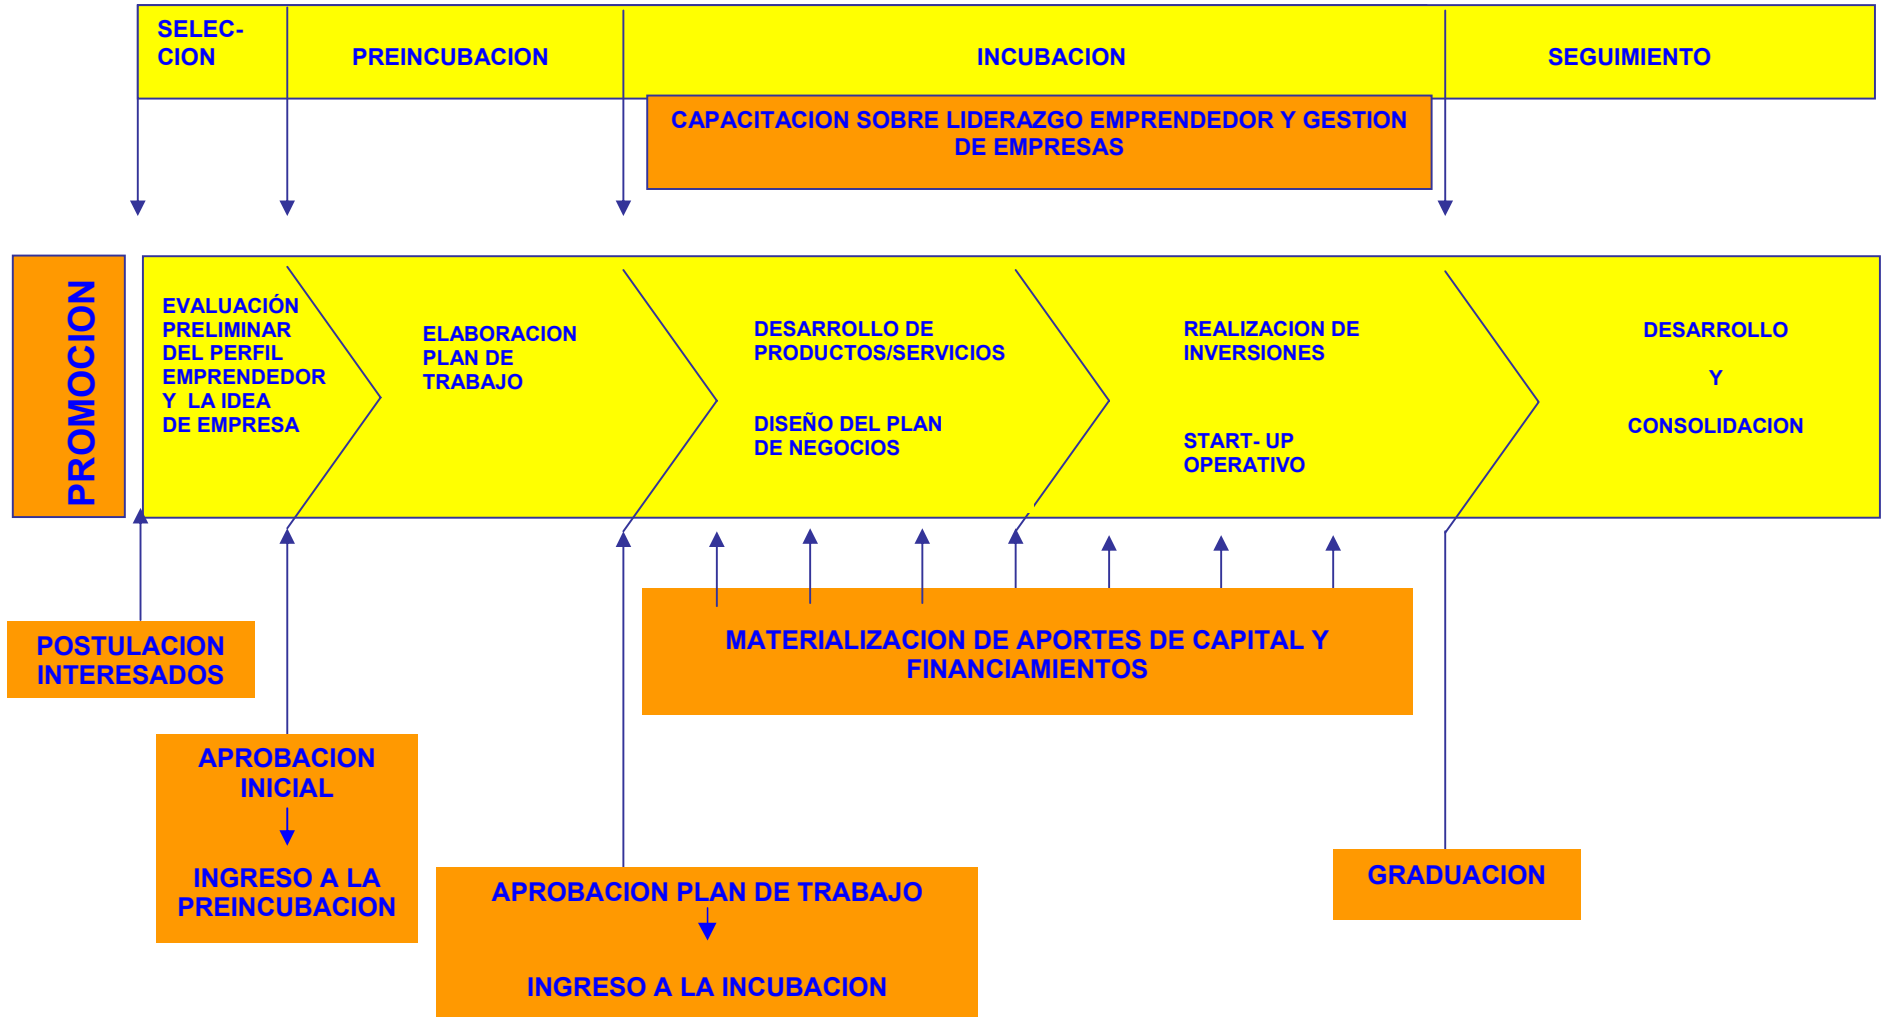 SELEC-
CION
PREINCUBACION
INCUBACION
SEGUIMIENTO
CAPACITACION SOBRE LIDERAZGO EMPRENDEDOR Y GESTION
DE EMPRESAS
PROMOCION
EVALUACIÓN
PRELIMINAR
DEL PERFIL
EMPRENDEDOR
Y LA IDEA
DE EMPRESA
ELABORACION
PLAN DE
TRABAJO
DESARROLLO DE
PRODUCTOS/SERVICIOS
DISEÑO DEL PLAN
DE NEGOCIOS
REALIZACION DE
INVERSIONES
START- UP
OPERATIVO
DESARROLLO
Y
CONSOLIDACION
POSTULACION
INTERESADOS
MATERIALIZACION DE APORTES DE CAPITAL Y
FINANCIAMIENTOS
APROBACION
INICIAL
INGRESO A LA
PREINCUBACION
APROBACION PLAN DE TRABAJO
INGRESO A LA INCUBACION
GRADUACION